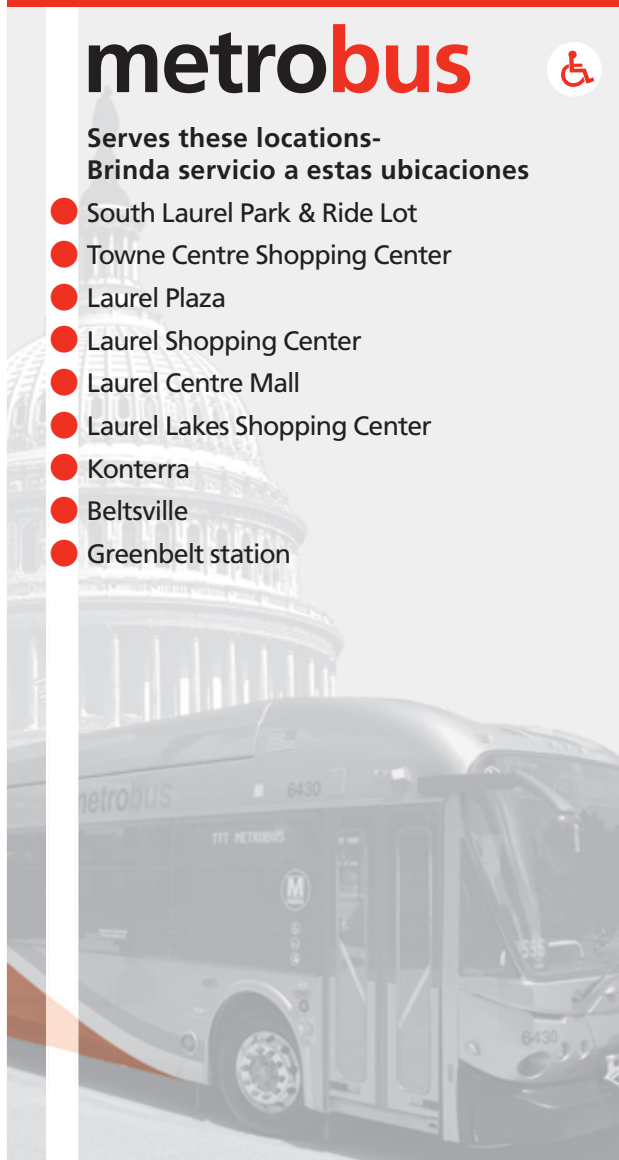 metrobus
Serves these locations-
Brinda servicio a estas ubicaciones
South Laurel Park & Ride Lot
Towne Centre Shopping Center
Laurel Plaza
Laurel Shopping Center
Laurel Centre Mall
Laurel Lakes Shopping Center
Konterra
Beltsville
Greenbelt station
metrobus
6430
TYT METROBUS
M
6430